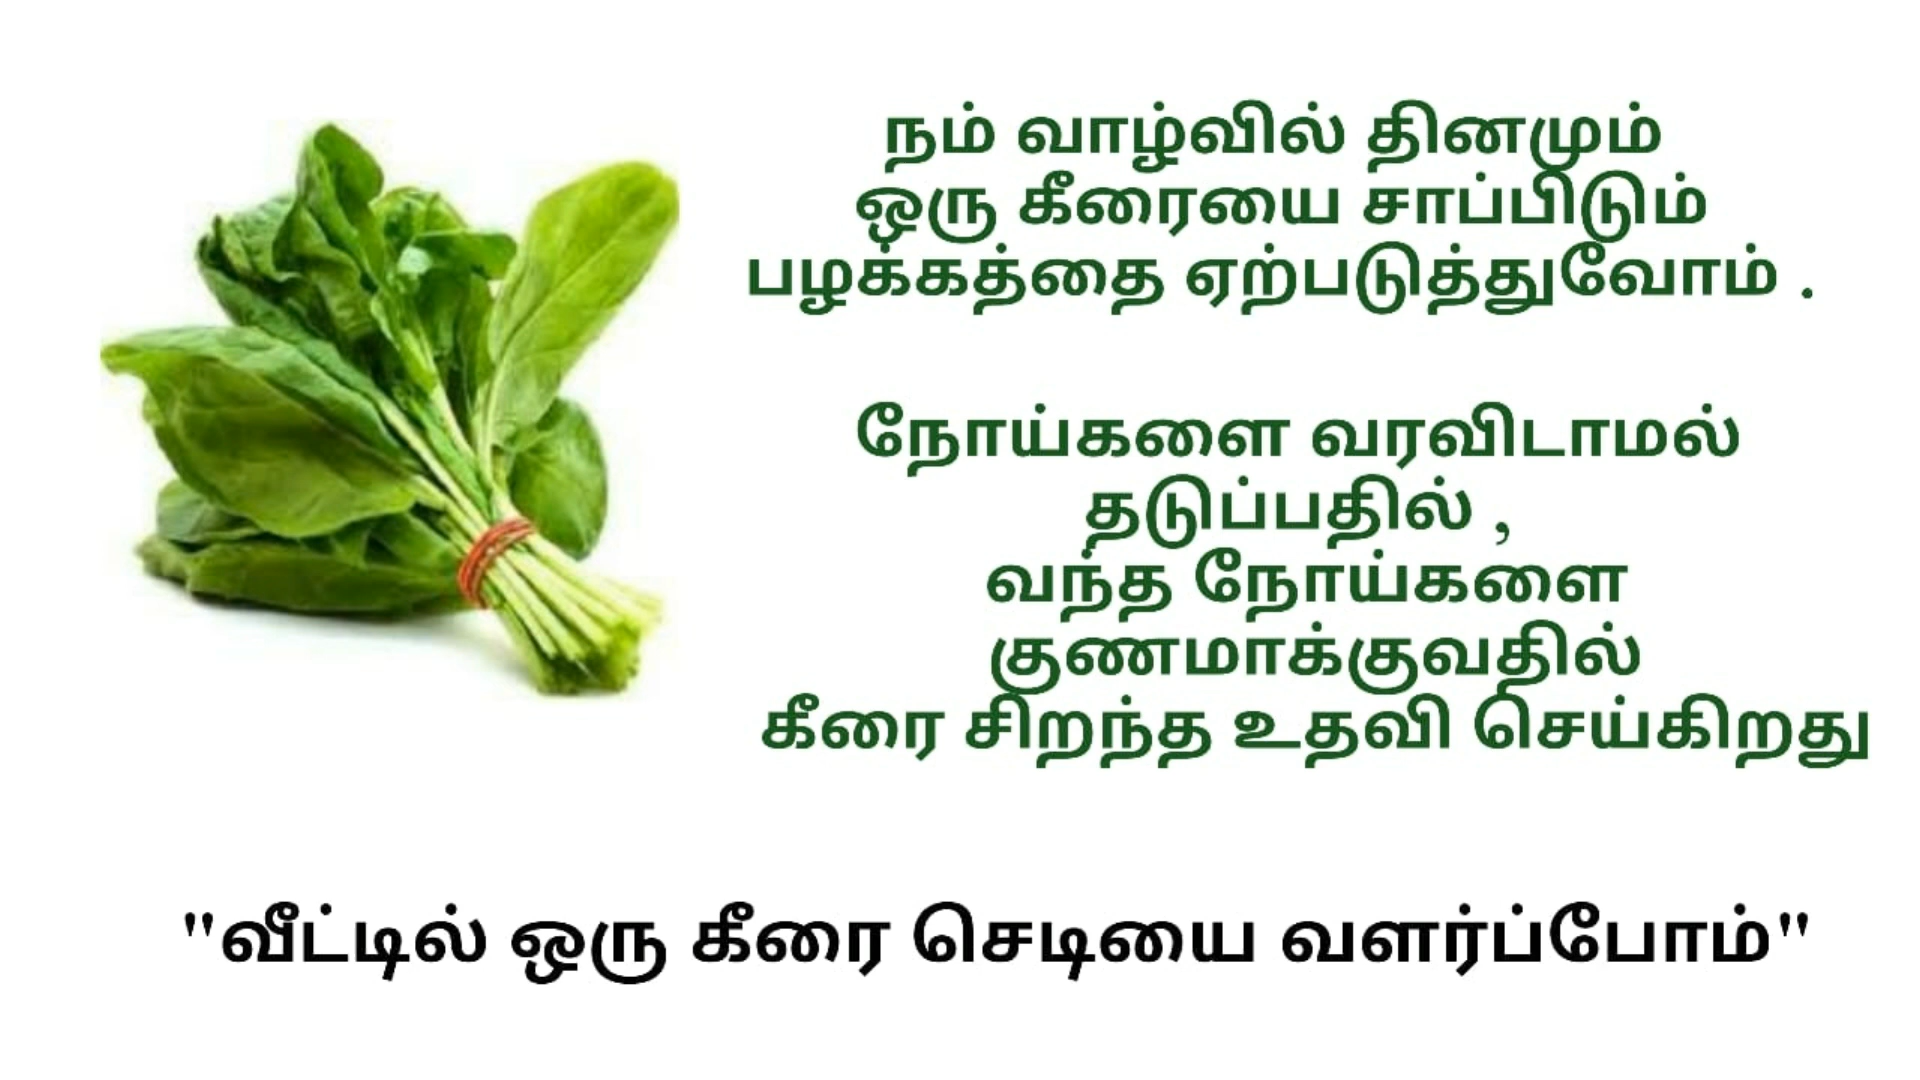 நம் வாழ்வில் தினமும்
ஒரு கீரையை சாப்பிடும்
பழக்கத்தை ஏற்படுத்துவோம் .
நோய்களை வரவிடாமல்
தடுப்பதில் ,
வந்த நோய்களை
குணமாக்குவதில்
கீரை சிறந்த உதவி செய்கிறது
"வீட்டில் ஒரு கீரை செடியை வளர்ப்போம்"